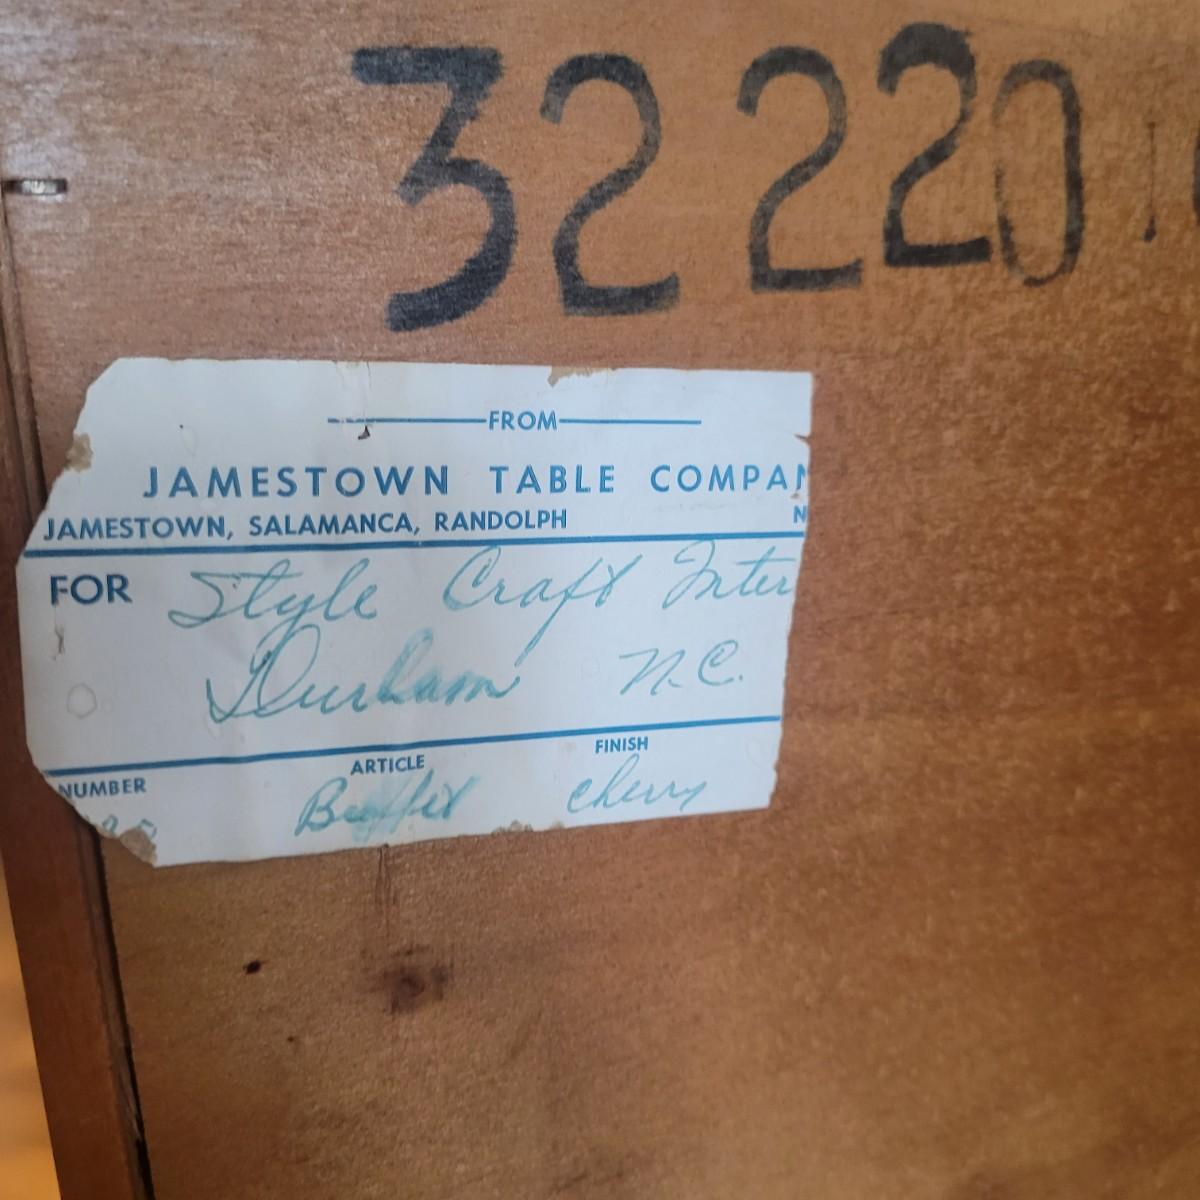 32220
FROM
JAMESTOWN TABLE COMPAN
JAMESTOWN, SALAMANCA, RANDOLPH N
FOR Style Craft Inter
Durham N.C.
NUMBER ARTICLE FINISH
Buffet cherry